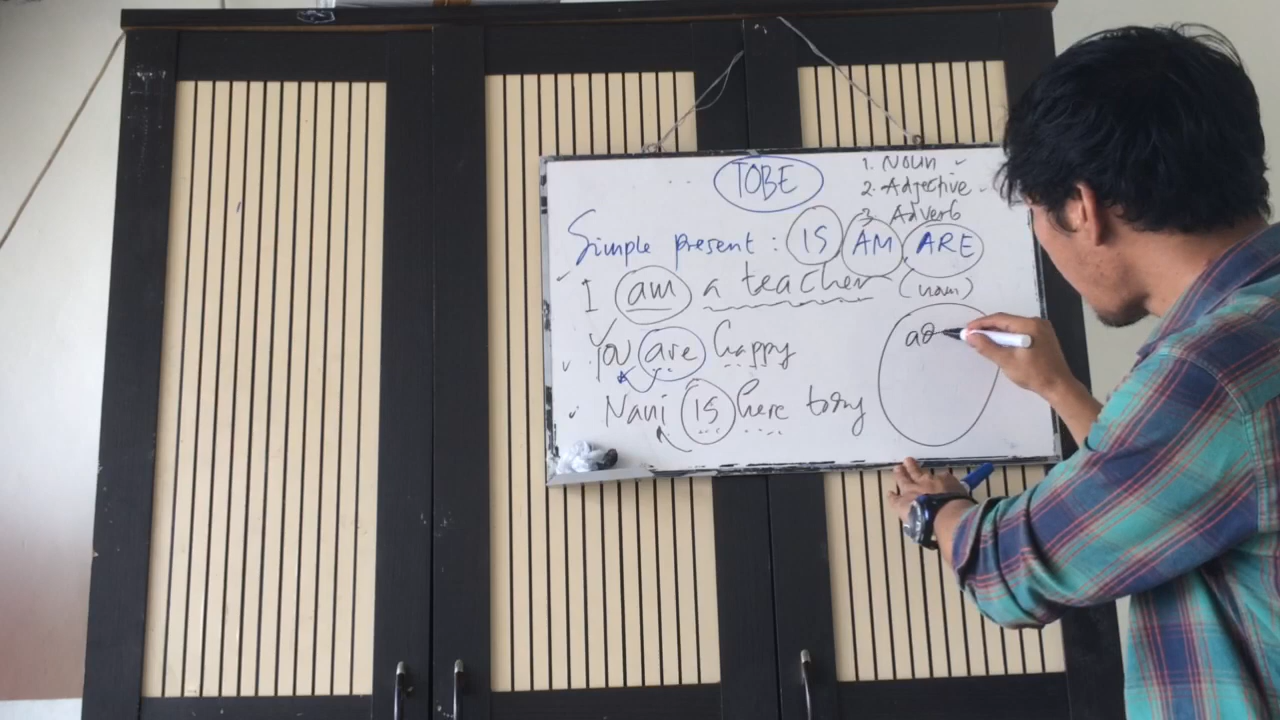 TOBE
1. Noun
2. Adjective
3 Adverb
Simple present : IS AM ARE
I am a teacher (noun)
You are happy
Nani is here today